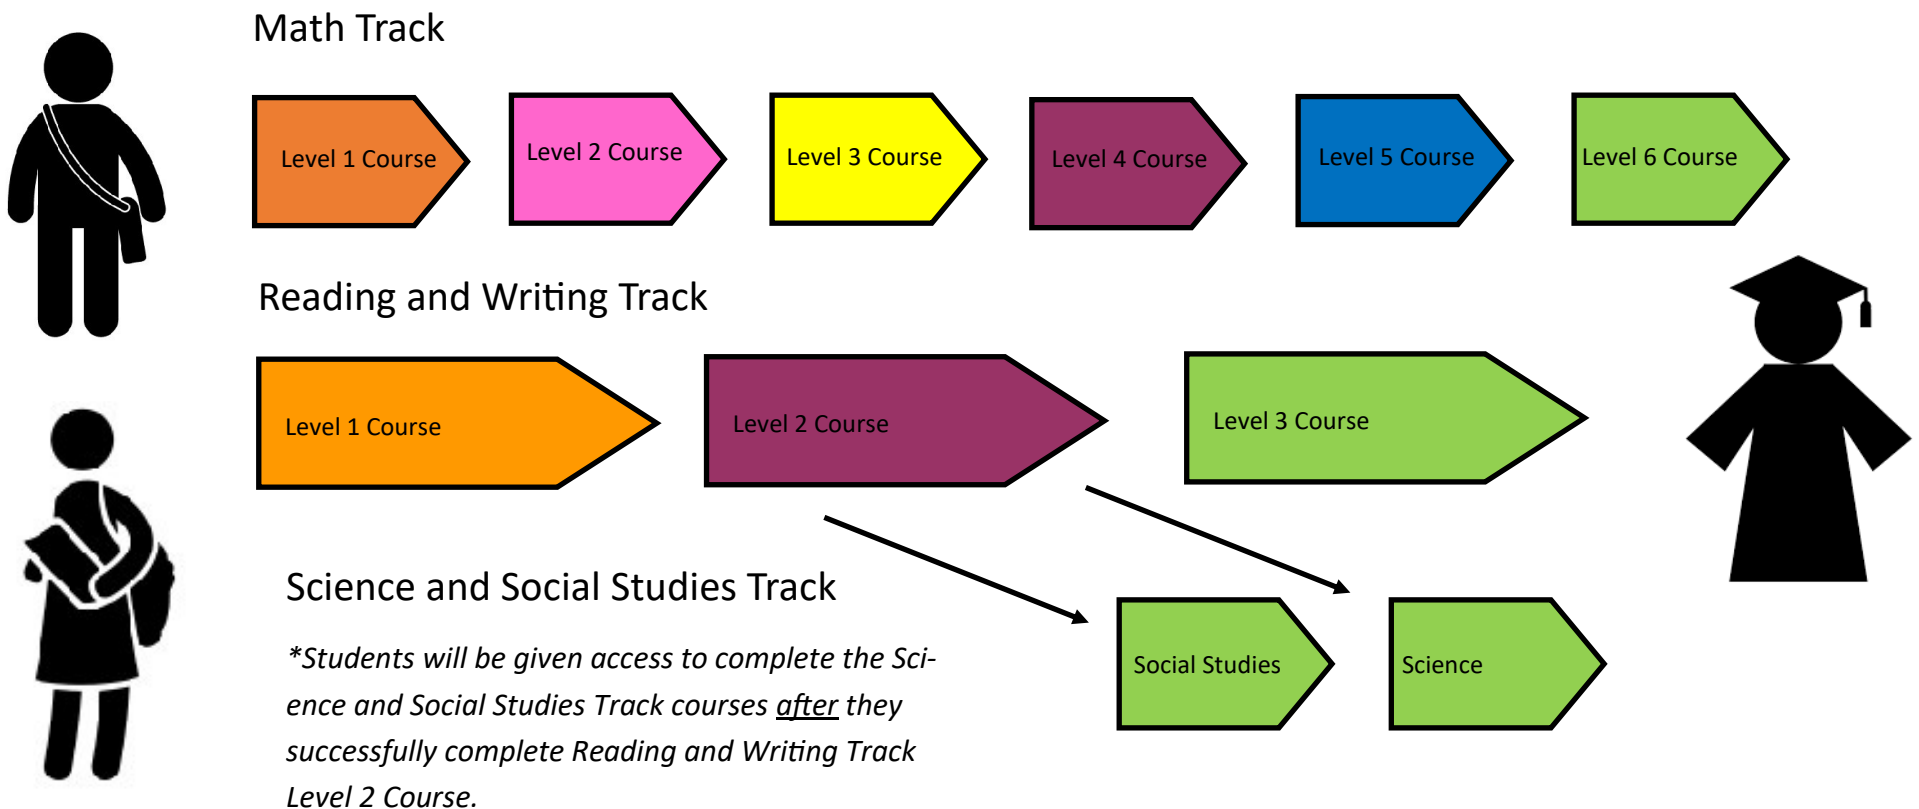 Math Track
Level 1 Course
Level 2 Course
Level 3 Course
Level 4 Course
Level 5 Course
Level 6 Course
Reading and Writing Track
Level 1 Course
Level 2 Course
Level 3 Course
Science and Social Studies Track
*Students will be given access to complete the Sci-
ence and Social Studies Track courses after they
successfully complete Reading and Writing Track
Level 2 Course.
Social Studies
Science